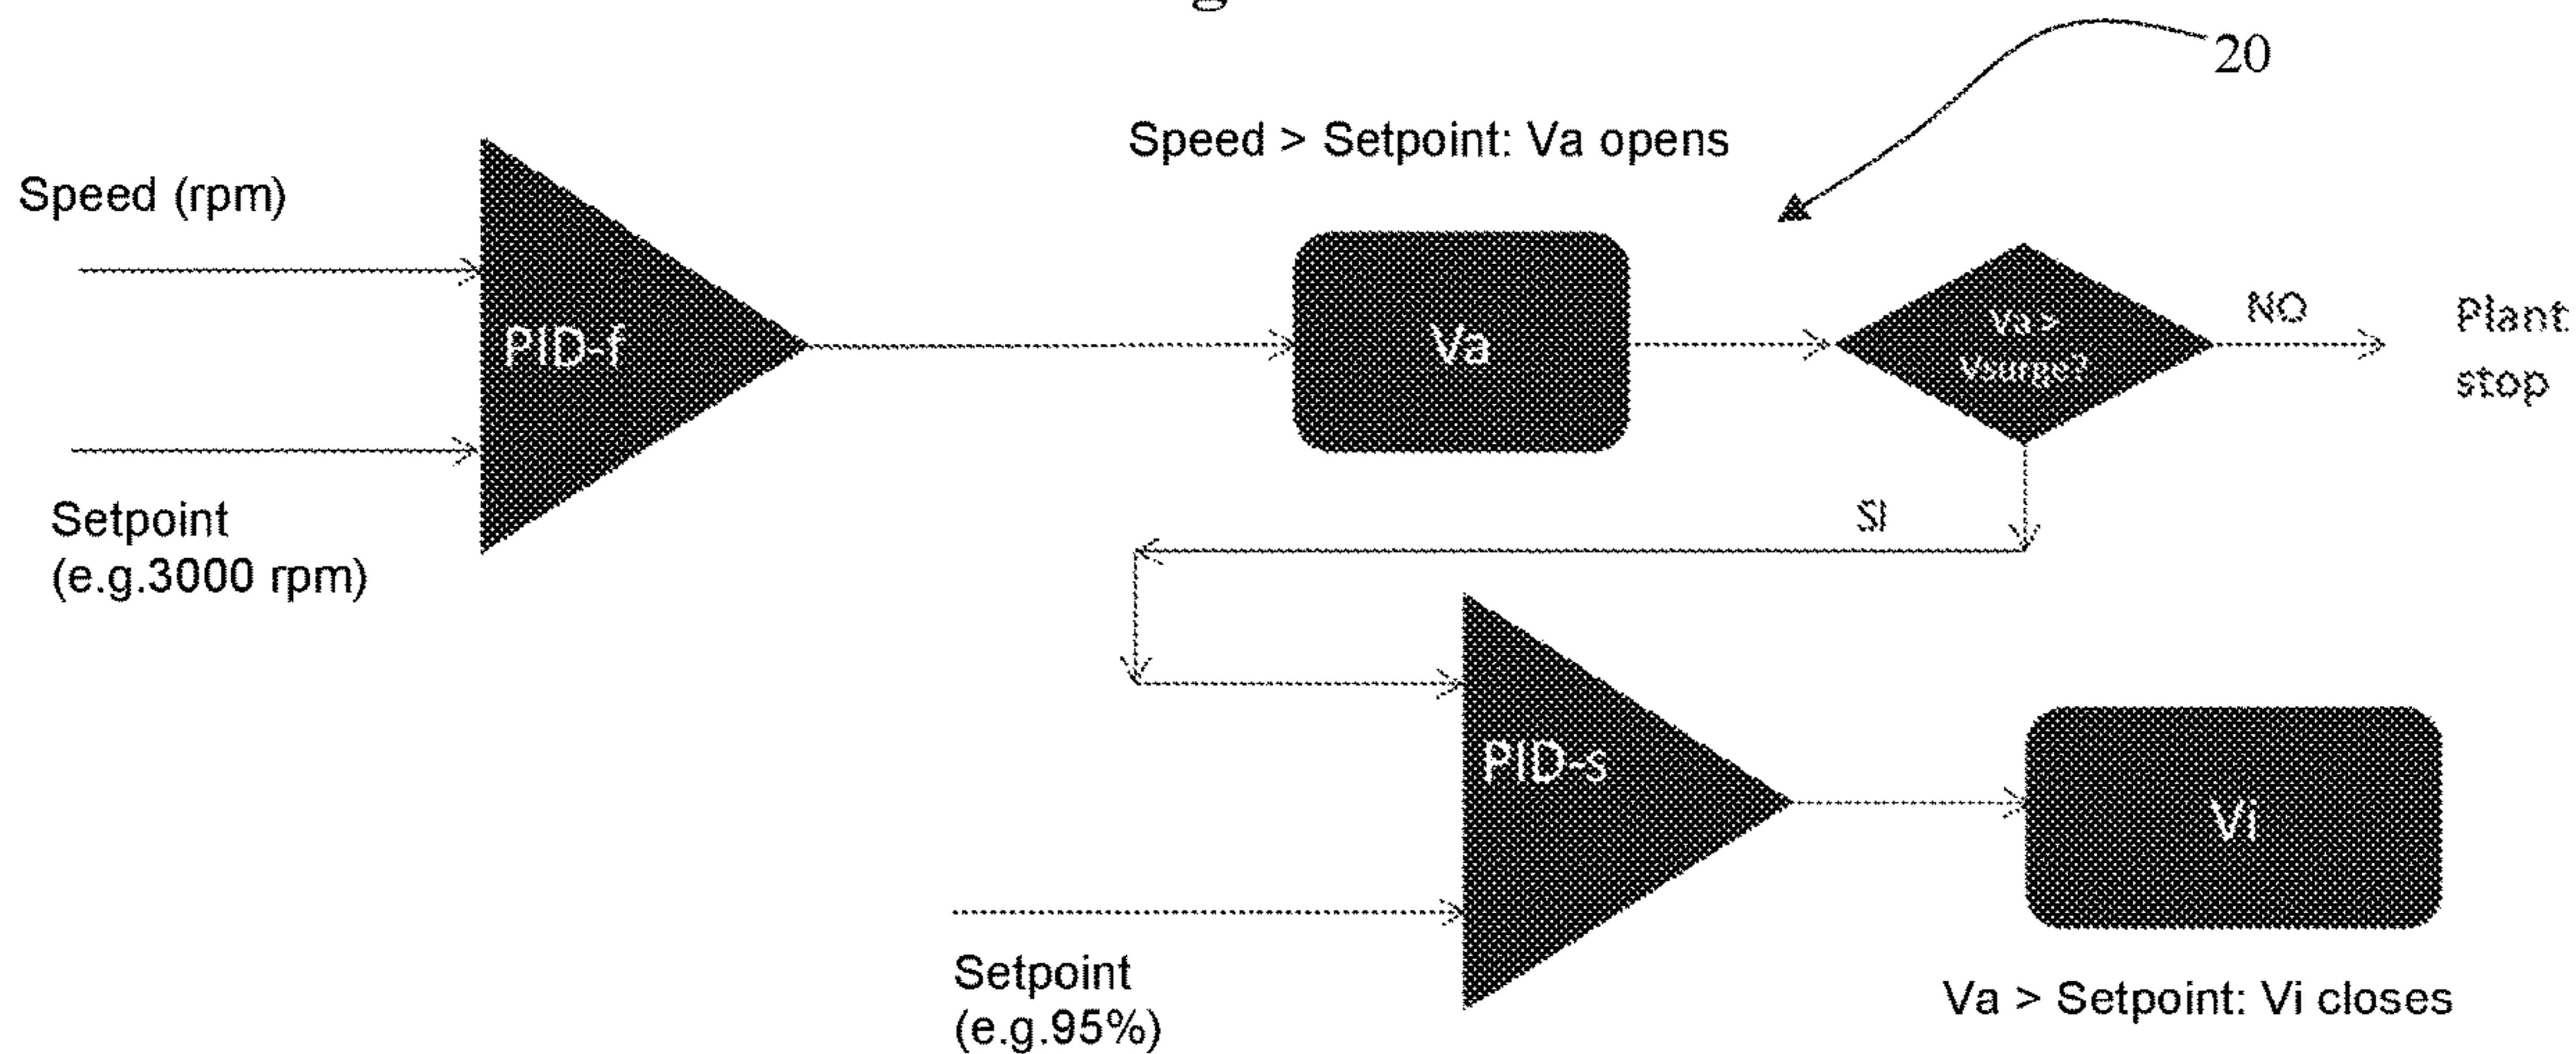 20
Speed > Setpoint: Va opens
Speed (rpm)
PID-f
Va
Va >
Vsurge?
NO
Plant
stop
Setpoint
(e.g.3000 rpm)
SI
PID-s
Vi
Setpoint
(e.g.95%)
Va > Setpoint: Vi closes